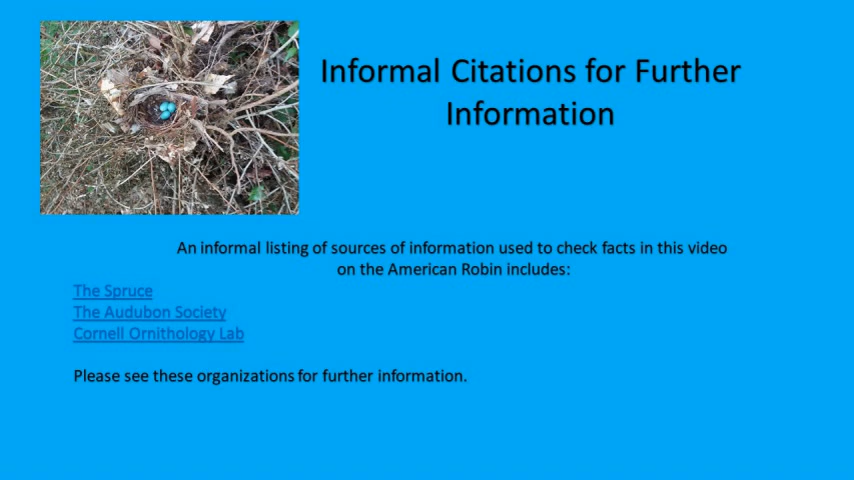 Informal Citations for Further
Information
An informal listing of sources of information used to check facts in this video
on the American Robin includes:
The Spruce
The Audubon Society
Cornell Ornithology Lab
Please see these organizations for further information.